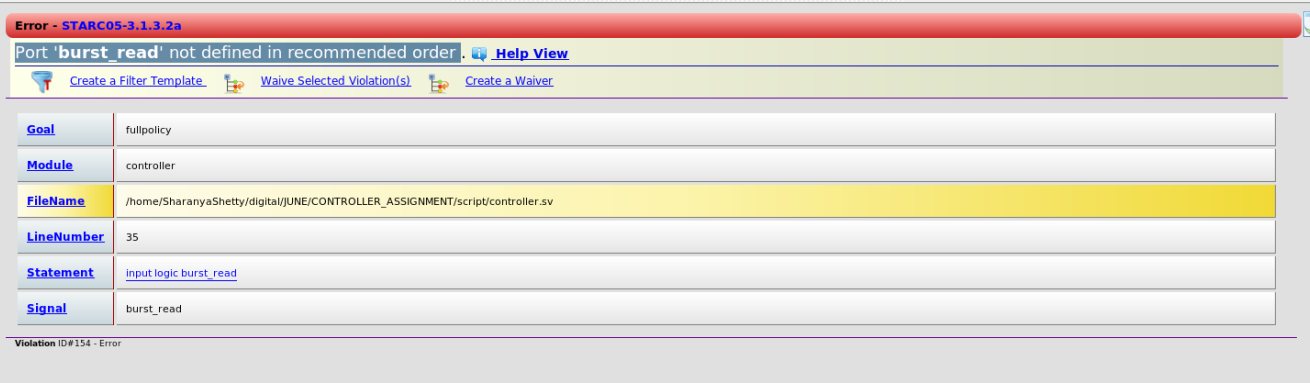 Error - STARC05-3.1.3.2a
Port 'burst_read' not defined in recommended order . Help View
Create a Filter Template Waive Selected Violation(s) Create a Waiver
Goal fullpolicy
Module controller
FileName /home/SharanyaShetty/digital/JUNE/CONTROLLER_ASSIGNMENT/script/controller.sv
LineNumber 35
Statement input logic burst_read
Signal burst_read
Violation ID#154 - Error